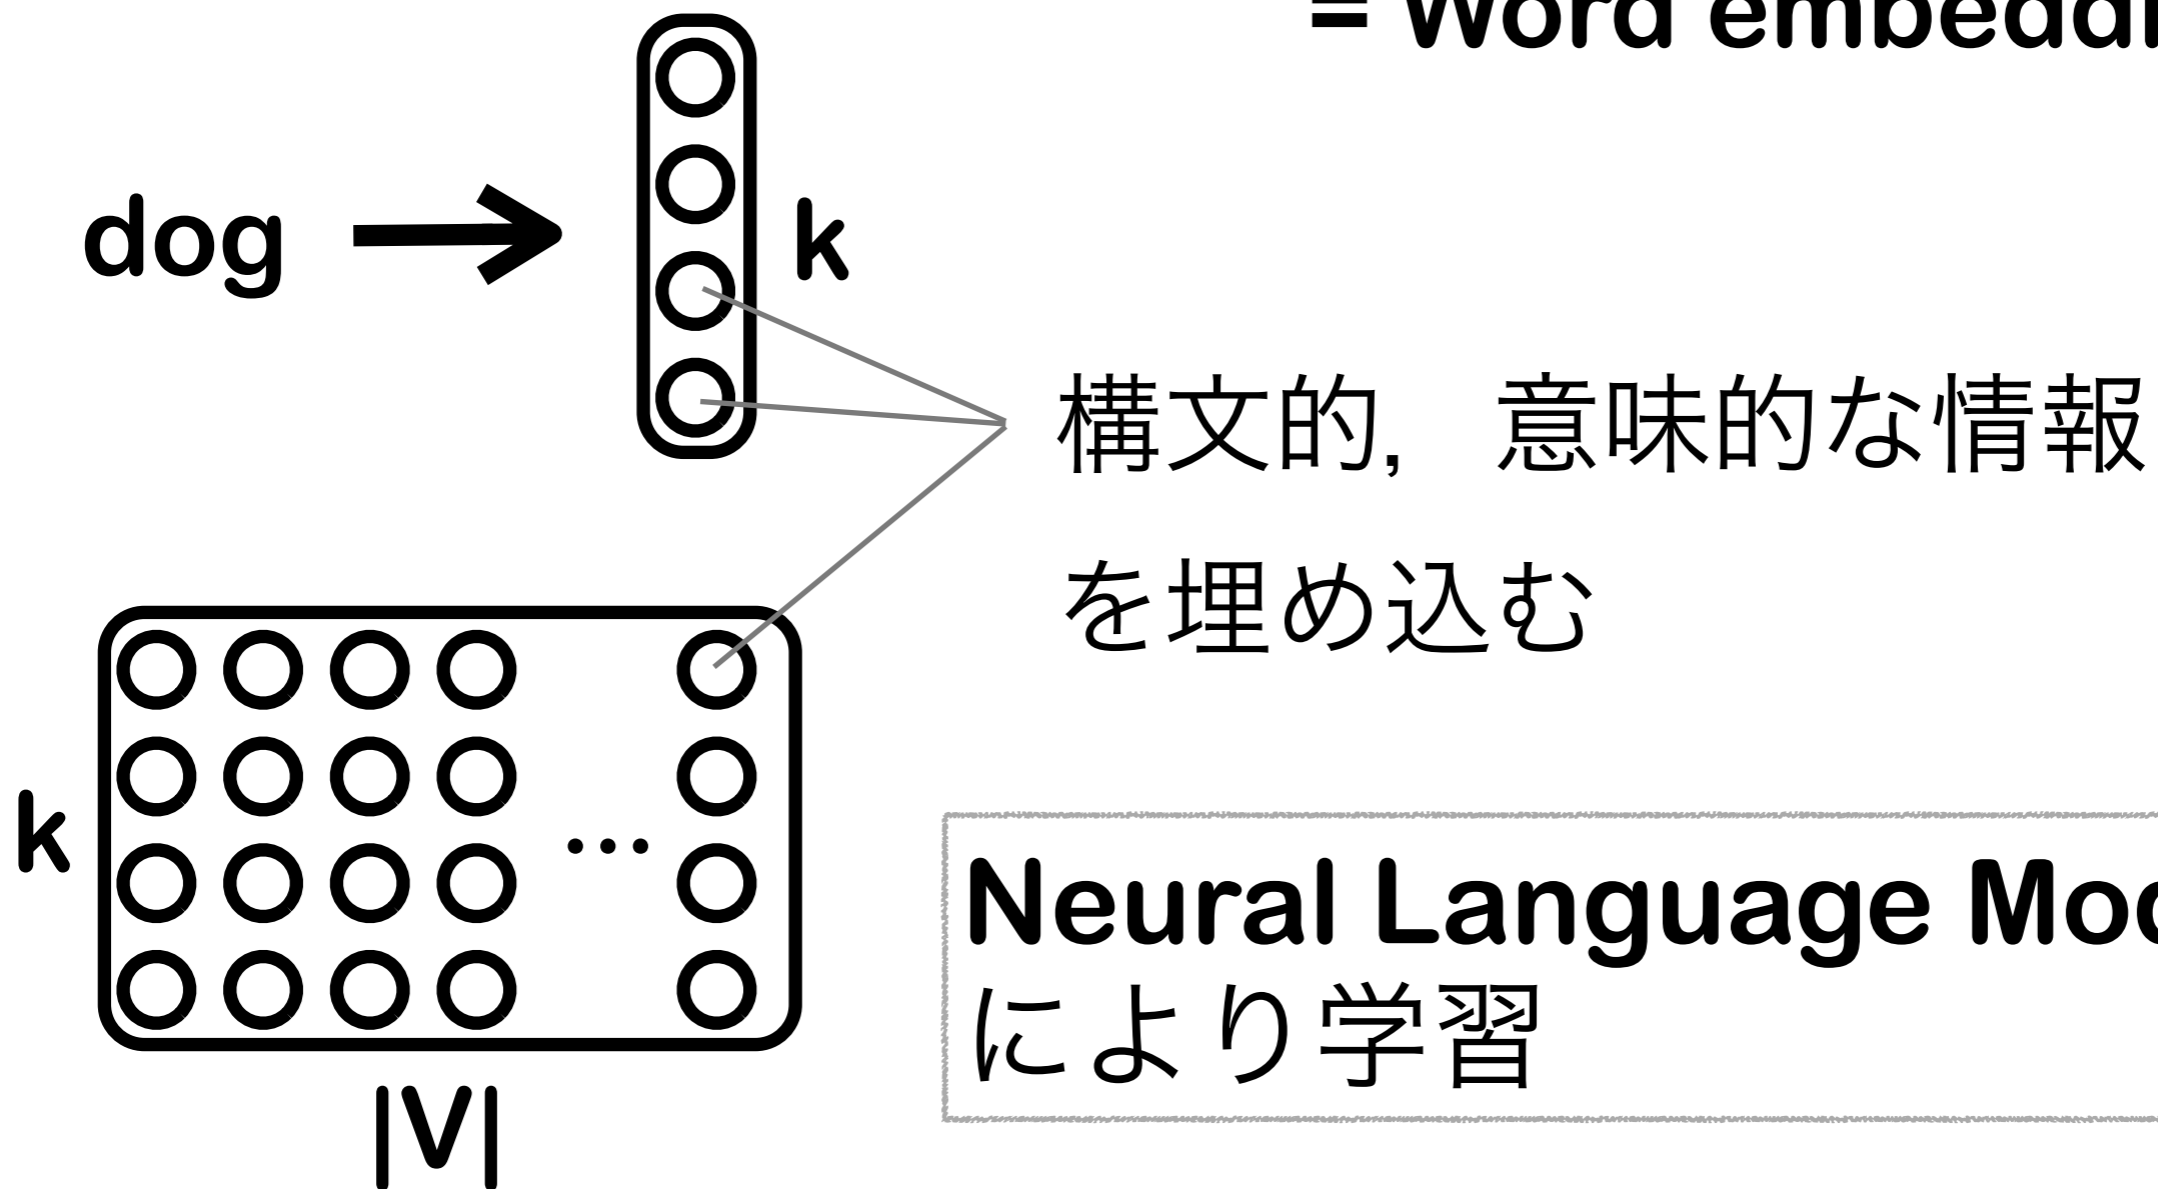 = Word
dog
k
構文的, 意味的な情報
を埋め込む
k
...
Neural Language
により学習
|V|